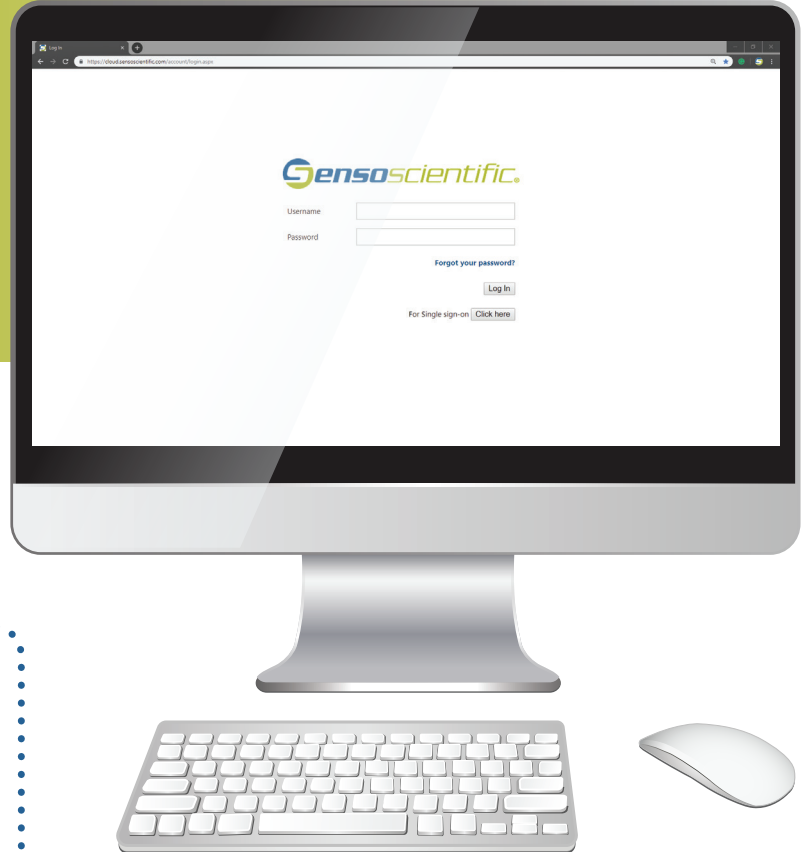 Log In
https://cloud.sensoscientific.com/account/login.aspx
Sensoscientific®
Username
Password
Forgot your password?
Log In
For Single sign-on Click here